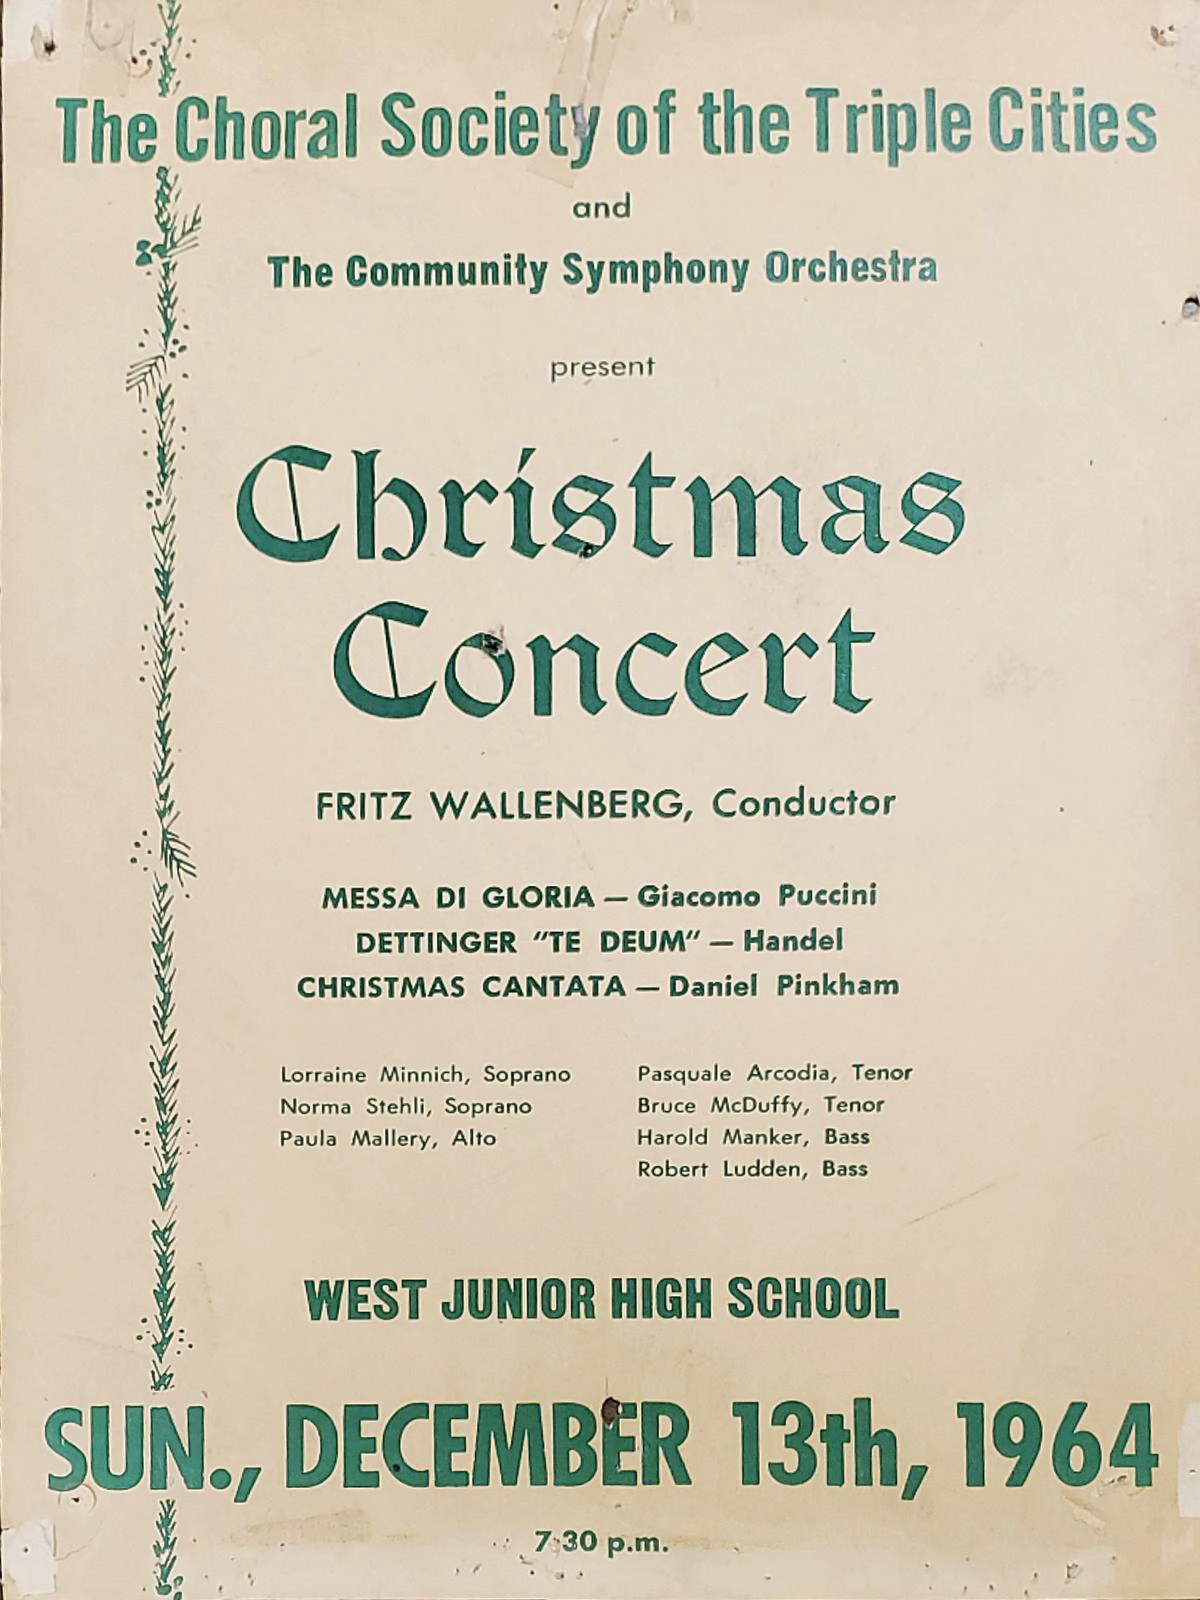 The Choral Society of the Triple Cities
and
The Community Symphony Orchestra
present
Christmas
Concert
FRITZ WALLENBERG, Conductor
MESSA DI GLORIA — Giacomo Puccini
DETTINGER "TE DEUM" — Handel
CHRISTMAS CANTATA — Daniel Pinkham
Lorraine Minnich, Soprano
Norma Stehli, Soprano
Paula Mallery, Alto
Pasquale Arcodia, Tenor
Bruce McDuffy, Tenor
Harold Manker, Bass
Robert Ludden, Bass
WEST JUNIOR HIGH SCHOOL
SUN., DECEMBER 13th, 1964
7:30 p.m.